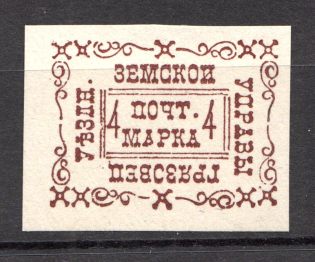 ЗЕМСКОЙ
УѢЗДН.
4 ПОЧТ. 4
МАРКА
УПРАВЫ
ГРЯЗОВЕЦ